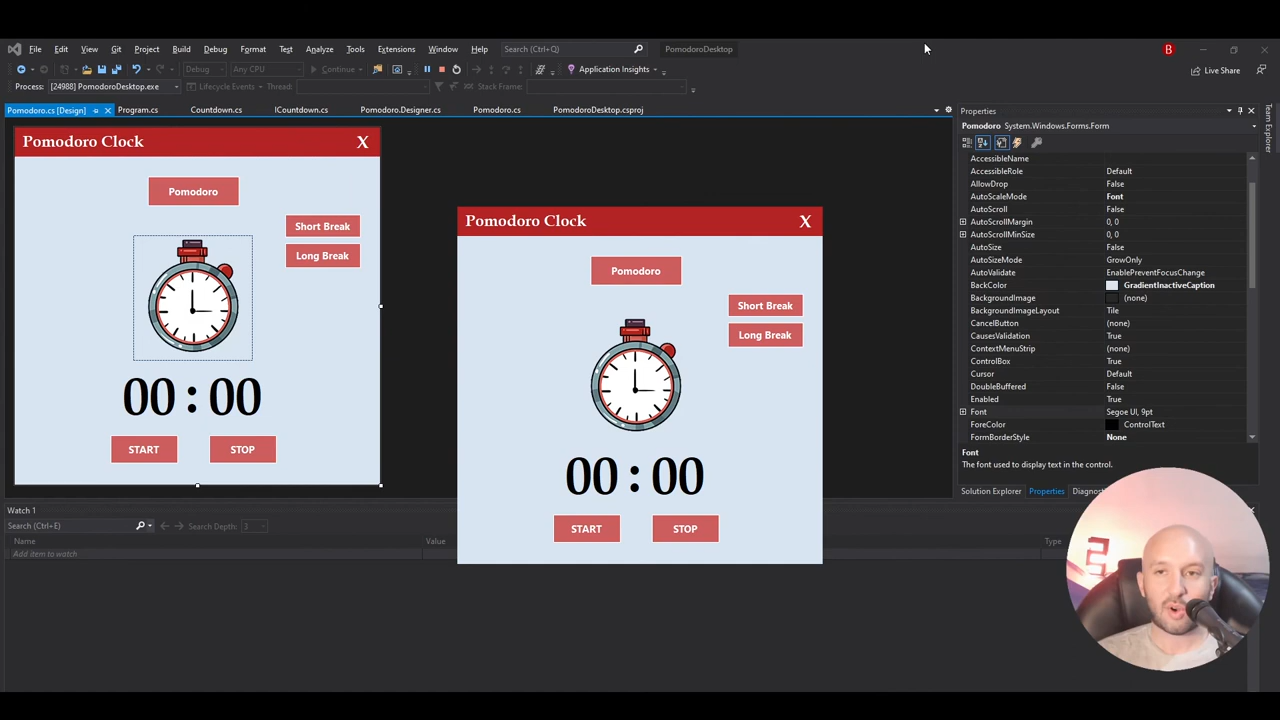 File Edit View Git Project Build Debug Format Test Analyze Tools Extensions Window Help Search (Ctrl+Q) PomodoroDesktop B
Debug Any CPU Continue Application Insights Live Share
Process: [24988] PomodoroDesktop.exe Lifecycle Events Thread: Stack Frame:
Pomodoro.cs [Design] Program.cs Countdown.cs ICountdown.cs Pomodoro.Designer.cs Pomodoro.cs PomodoroDesktop.csproj
Pomodoro Clock X
Pomodoro
Short Break
Long Break
00 : 00
START STOP
Pomodoro Clock X
Pomodoro
Short Break
Long Break
00 : 00
START STOP
Properties
Pomodoro System.Windows.Forms.Form
AccessibleName
AccessibleRole Default
AllowDrop False
AutoScaleMode Font
AutoScroll False
AutoScrollMargin 0, 0
AutoScrollMinSize 0, 0
AutoSize False
AutoSizeMode GrowOnly
AutoValidate EnablePreventFocusChange
BackColor GradientInactiveCaption
BackgroundImage (none)
BackgroundImageLayout Tile
CancelButton (none)
CausesValidation True
ContextMenuStrip (none)
ControlBox True
Cursor Default
DoubleBuffered False
Enabled True
Font Segoe UI, 9pt
ForeColor ControlText
FormBorderStyle None
Font
The font used to display text in the control.
Solution Explorer Properties
Team Explorer
Watch 1
Search (Ctrl+E) Search Depth: 3
Name Value Type
Add item to watch